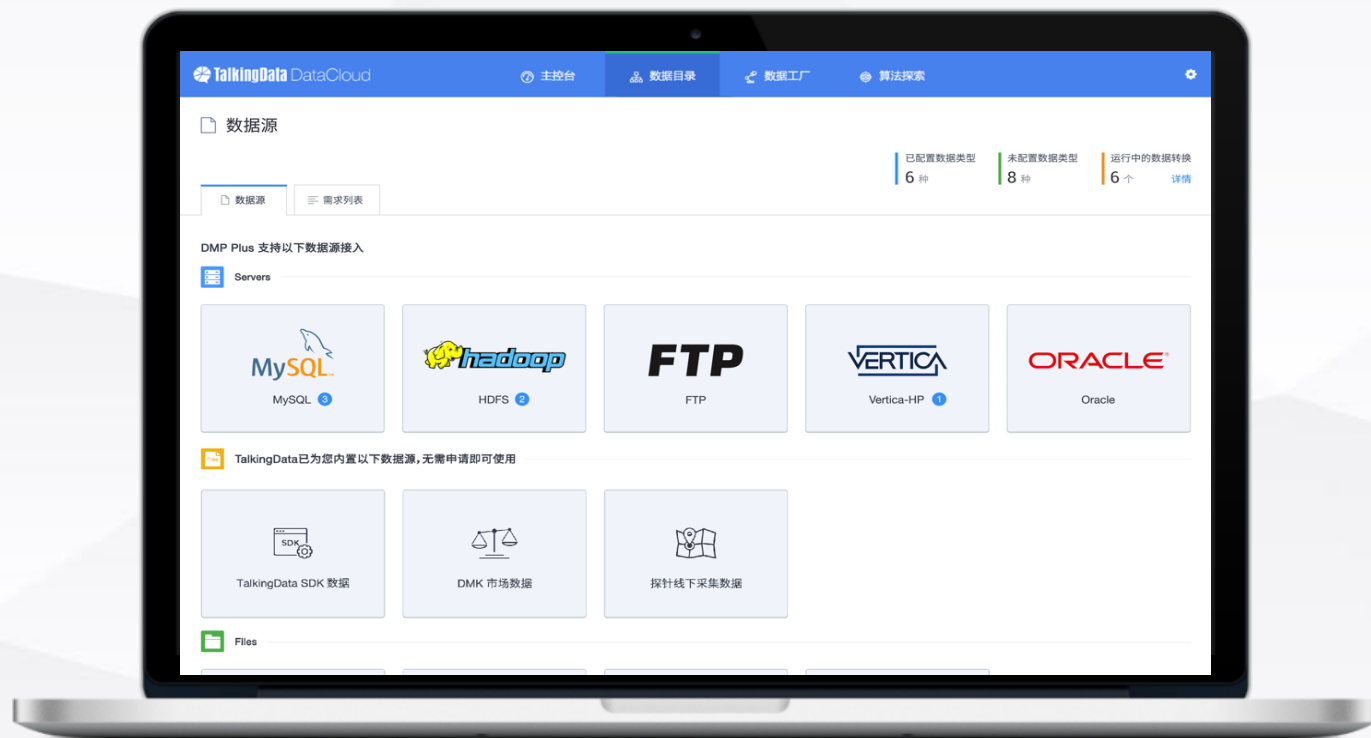 TalkingData DataCloud
主控台
数据目录
数据工厂
算法探索
数据源
已配置数据类型
6 种
未配置数据类型
8 种
运行中的数据转换
6 个 详情
数据源
需求列表
DMP Plus 支持以下数据源接入
Servers
MySQL
MySQL 3
hadoop
HDFS 2
FTP
FTP
VERTICA
Vertica-HP 1
ORACLE
Oracle
TalkingData已为您内置以下数据源,无需申请即可使用
SDK
TalkingData SDK 数据
DMK 市场数据
探针线下采集数据
Files